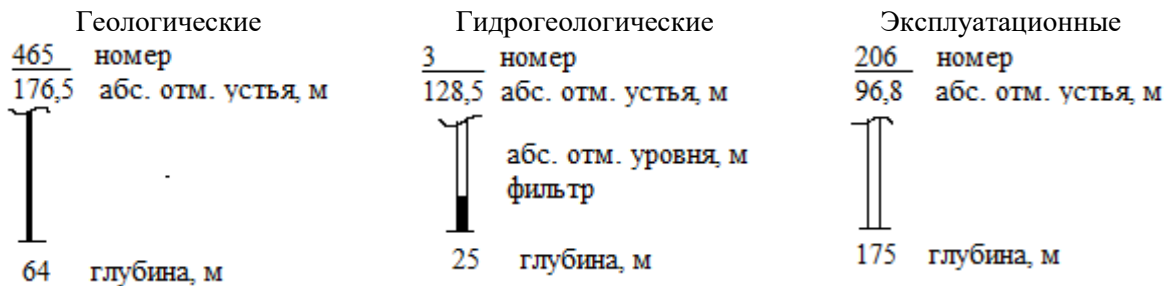 Геологические
465 номер
176,5 абс. отм. устья, м
64 глубина, м
Гидрогеологические
3 номер
128,5 абс. отм. устья, м
абс. отм. уровня, м
фильтр
25 глубина, м
Эксплуатационные
206 номер
96,8 абс. отм. устья, м
175 глубина, м